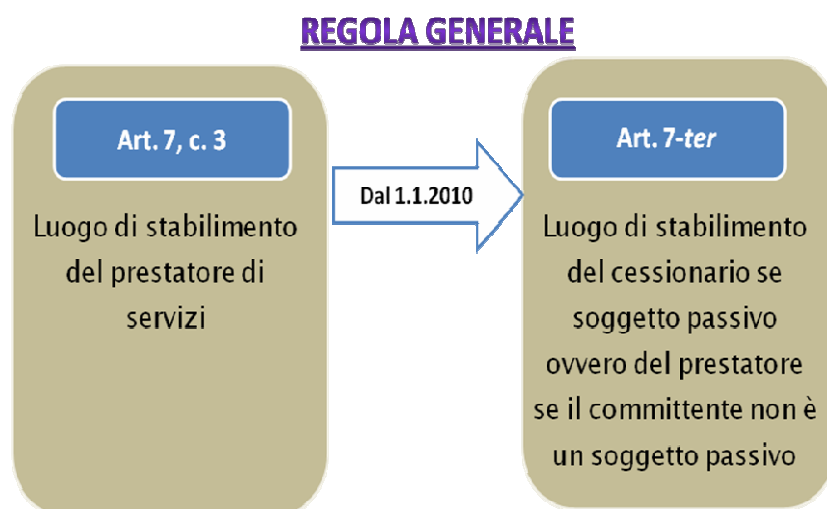 REGOLA GENERALE
Art. 7, c. 3
Luogo di stabilimento
del prestatore di
servizi
Dal 1.1.2010
Art. 7-ter
Luogo di stabilimento
del cessionario se
soggetto passivo
ovvero del prestatore
se il committente non è
un soggetto passivo